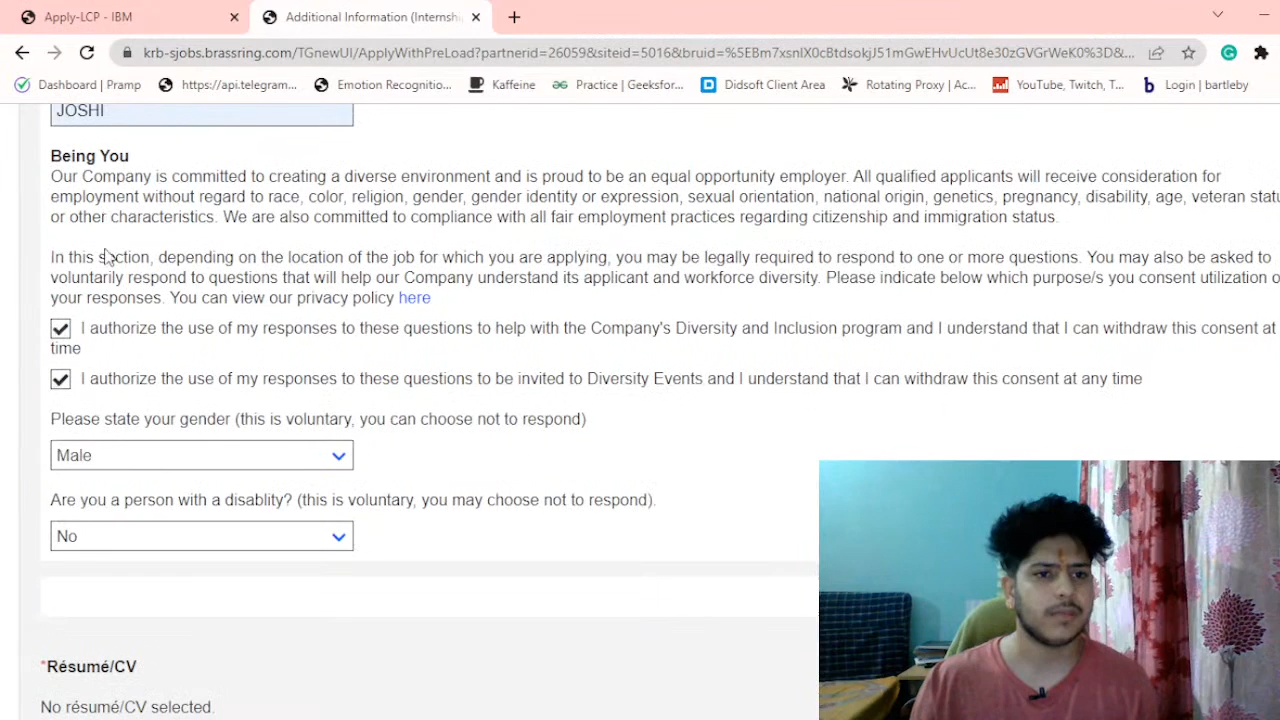 Apply-LCP - IBM
Additional Information (Internshi
krb-sjobs.brassring.com/TGnewUI/ApplyWithPreLoad?partnerid=26059&siteid=5016&bruid=
Dashboard | Pramp
https://api.telegram...
Emotion Recognitio...
Kaffeine
Practice | Geeksfor...
Didsoft Client Area
Rotating Proxy | Ac...
YouTube, Twitch, T...
Login | bartleby
JOSHI
Being You
Our Company is committed to creating a diverse environment and is proud to be an equal opportunity employer. All qualified applicants will receive consideration for
employment without regard to race, color, religion, gender, gender identity or expression, sexual orientation, national origin, genetics, pregnancy, disability, age, veteran statu
or other characteristics. We are also committed to compliance with all fair employment practices regarding citizenship and immigration status.
In this section, depending on the location of the job for which you are applying, you may be legally required to respond to one or more questions. You may also be asked to
voluntarily respond to questions that will help our Company understand its applicant and workforce diversity. Please indicate below which purpose/s you consent utilization o
your responses. You can view our privacy policy here
I authorize the use of my responses to these questions to help with the Company's Diversity and Inclusion program and I understand that I can withdraw this consent at
time
I authorize the use of my responses to these questions to be invited to Diversity Events and I understand that I can withdraw this consent at any time
Please state your gender (this is voluntary, you can choose not to respond)
Male
Are you a person with a disablity? (this is voluntary, you may choose not to respond).
No
*Résumé/CV
No résumé/CV selected.